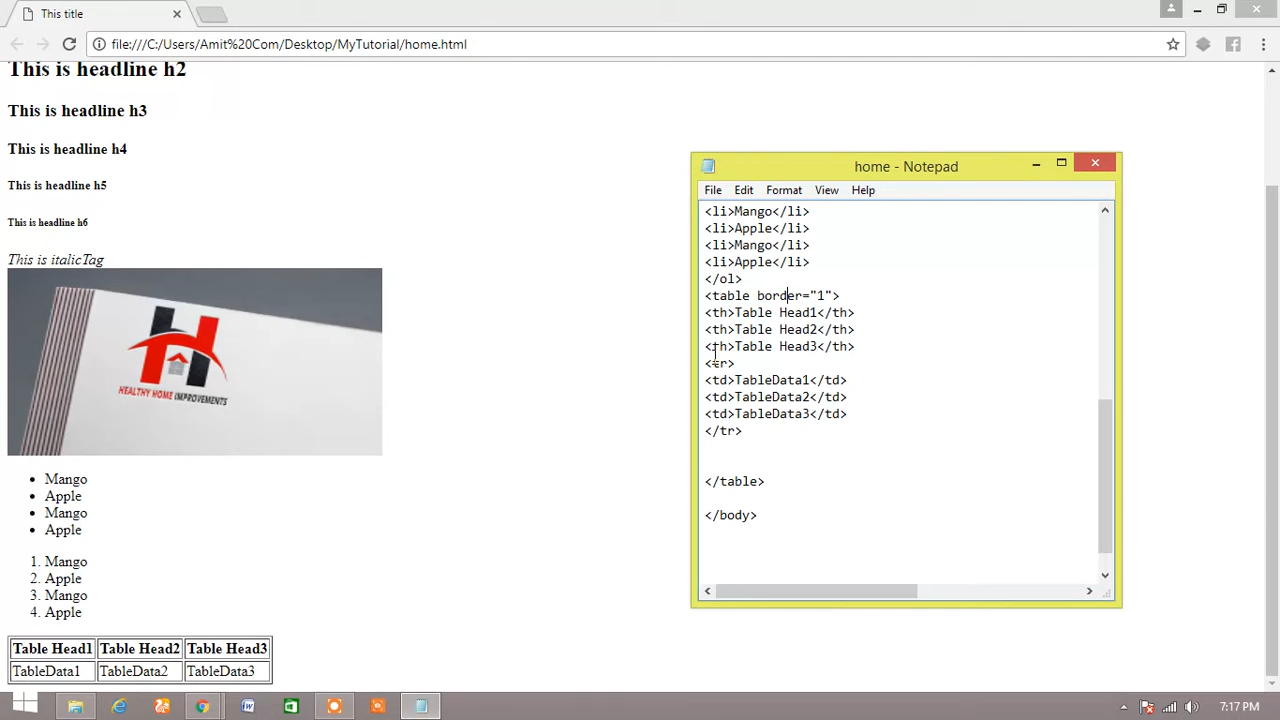 This title
file:///C:/Users/Amit%20Com/Desktop/MyTutorial/home.html
This is headline h2
This is headline h3
This is headline h4
This is headline h5
This is headline h6
This is italicTag
HEALTHY HOME IMPROVEMENTS
• Mango
• Apple
• Mango
• Apple
1. Mango
2. Apple
3. Mango
4. Apple
Table Head1 Table Head2 Table Head3
TableData1 TableData2 TableData3
home - Notepad
File Edit Format View Help
<li>Mango</li>
<li>Apple</li>
<li>Mango</li>
<li>Apple</li>
</ol>
<table border="1">
<th>Table Head1</th>
<th>Table Head2</th>
<th>Table Head3</th>
<tr>
<td>TableData1</td>
<td>TableData2</td>
<td>TableData3</td>
</tr>
</table>
</body>
7:17 PM